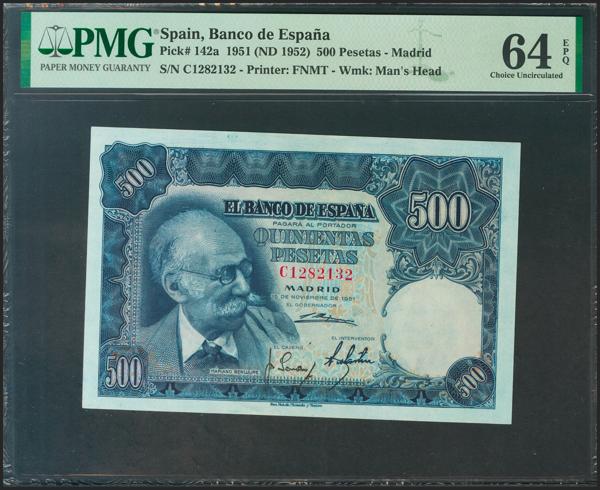 PMG
PAPER MONEY GUARANTY
Spain, Banco de España
Pick# 142a 1951 (ND 1952) 500 Pesetas - Madrid
S/N C1282132 - Printer: FNMT - Wmk: Man's Head
64 EPQ
Choice Uncirculated
500
EL BANCO DE ESPAÑA
500
PAGARÁ AL PORTADOR
QUINIENTAS
PESETAS
C1282132
MADRID
15 DE NOVIEMBRE DE 1951
EL GOBERNADOR
EL CAJERO
EL INTERVENTOR
MARIANO BENLLIURE
500
500